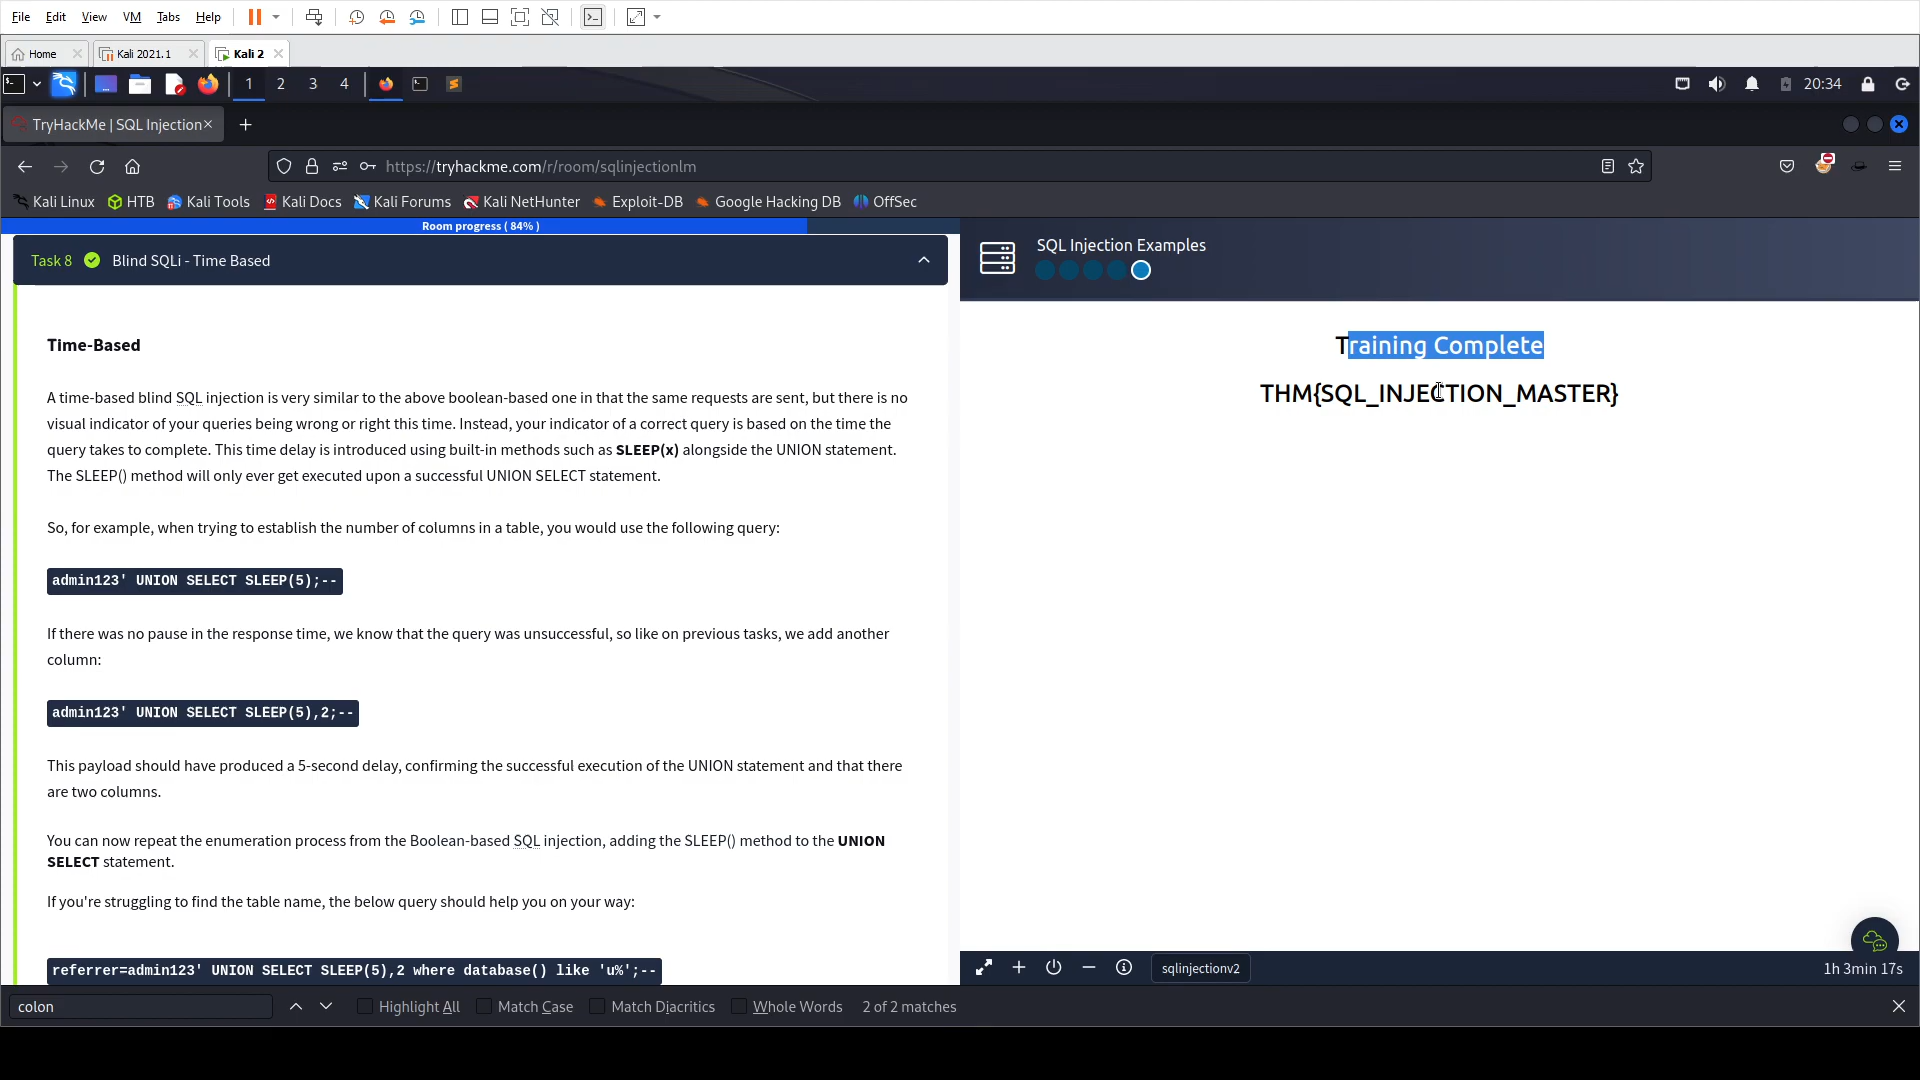 File Edit View VM Tabs Help
Home Kali 2021.1 Kali 2
1 2 3 4 20:34
TryHackMe | SQL Injection
https://tryhackme.com/r/room/sqlinjectionlm
Kali Linux HTB Kali Tools Kali Docs Kali Forums Kali NetHunter Exploit-DB Google Hacking DB OffSec
Room progress ( 84% )
Task 8 Blind SQLi - Time Based
Time-Based
A time-based blind SQL injection is very similar to the above boolean-based one in that the same requests are sent, but there is no
visual indicator of your queries being wrong or right this time. Instead, your indicator of a correct query is based on the time the
query takes to complete. This time delay is introduced using built-in methods such as SLEEP(x) alongside the UNION statement.
The SLEEP() method will only ever get executed upon a successful UNION SELECT statement.
So, for example, when trying to establish the number of columns in a table, you would use the following query:
admin123' UNION SELECT SLEEP(5);--
If there was no pause in the response time, we know that the query was unsuccessful, so like on previous tasks, we add another
column:
admin123' UNION SELECT SLEEP(5),2;--
This payload should have produced a 5-second delay, confirming the successful execution of the UNION statement and that there
are two columns.
You can now repeat the enumeration process from the Boolean-based SQL injection, adding the SLEEP() method to the UNION
SELECT statement.
If you're struggling to find the table name, the below query should help you on your way:
referrer=admin123' UNION SELECT SLEEP(5),2 where database() like 'u%';--
SQL Injection Examples
Training Complete
THM{SQL_INJECTION_MASTER}
sqlinjectionv2 1h 3min 17s
colon Highlight All Match Case Match Diacritics Whole Words 2 of 2 matches